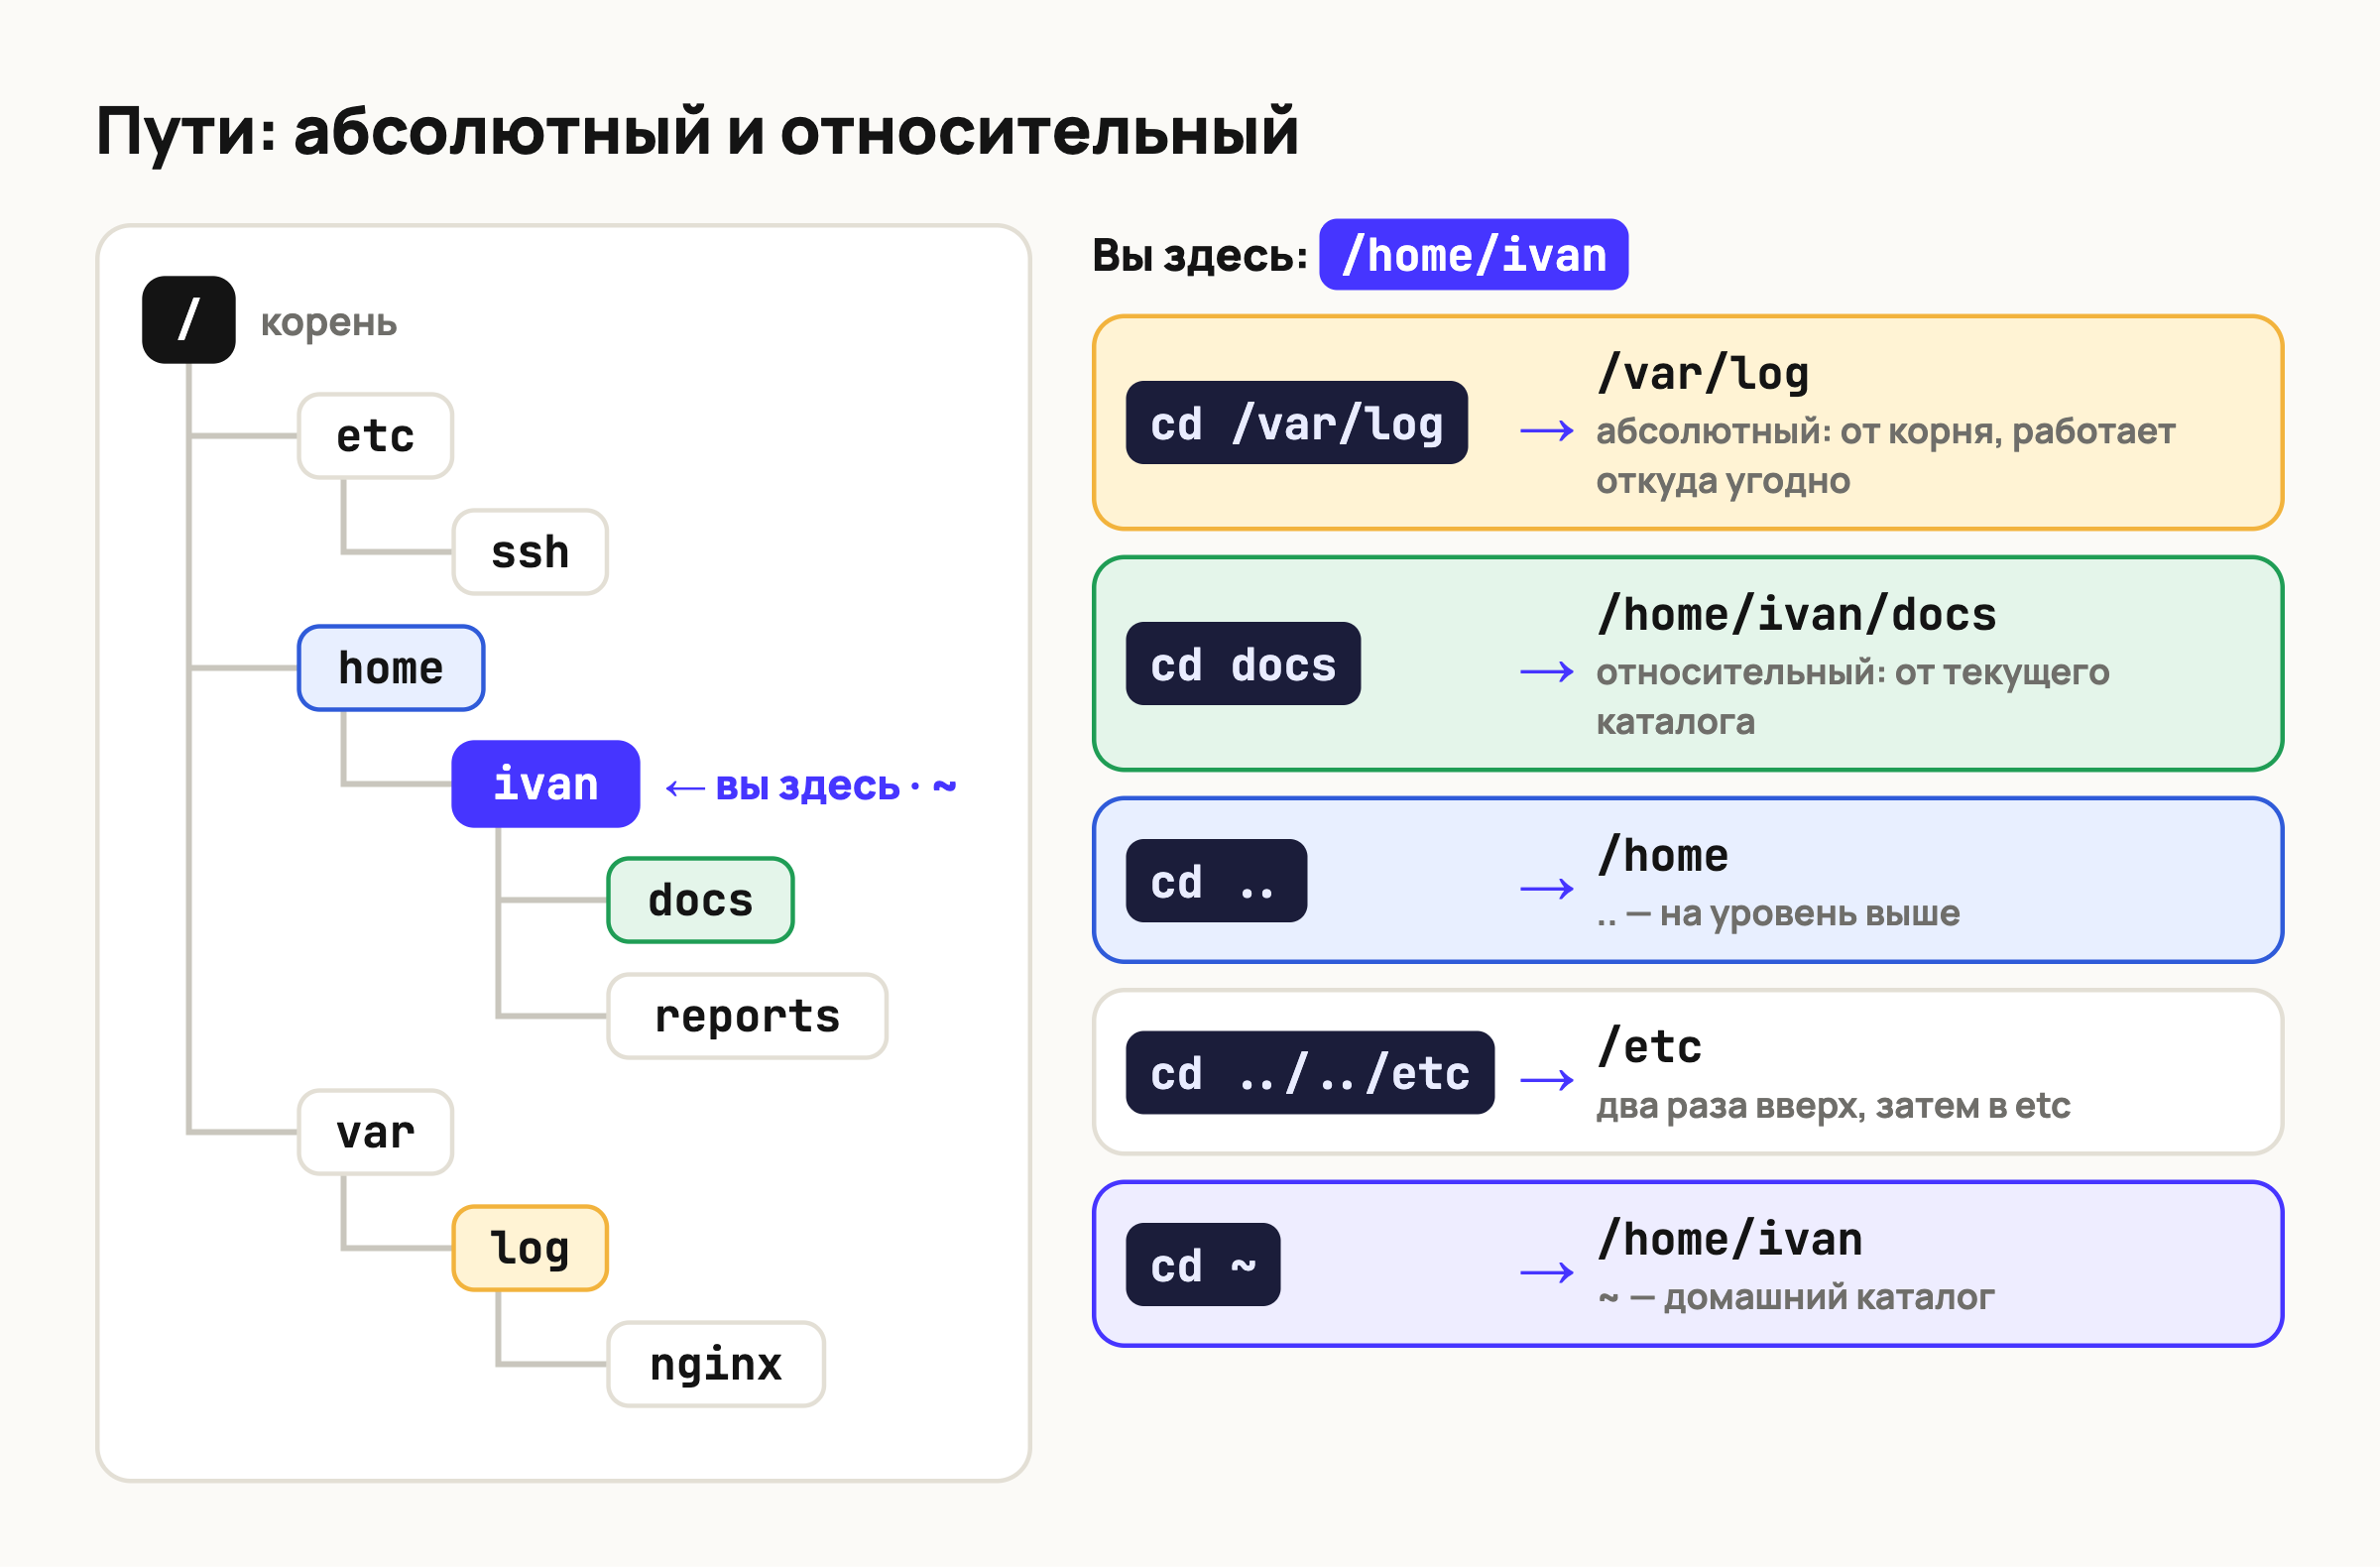 Пути: абсолютный и относительный
/ корень
etc
ssh
home
ivan ← вы здесь · ~
docs
reports
var
log
nginx
Вы здесь: /home/ivan
cd /var/log → /var/log
абсолютный: от корня, работает
откуда угодно
cd docs → /home/ivan/docs
относительный: от текущего
каталога
cd .. → /home
.. — на уровень выше
cd ../../etc → /etc
два раза вверх, затем в etc
cd ~ → /home/ivan
~ — домашний каталог